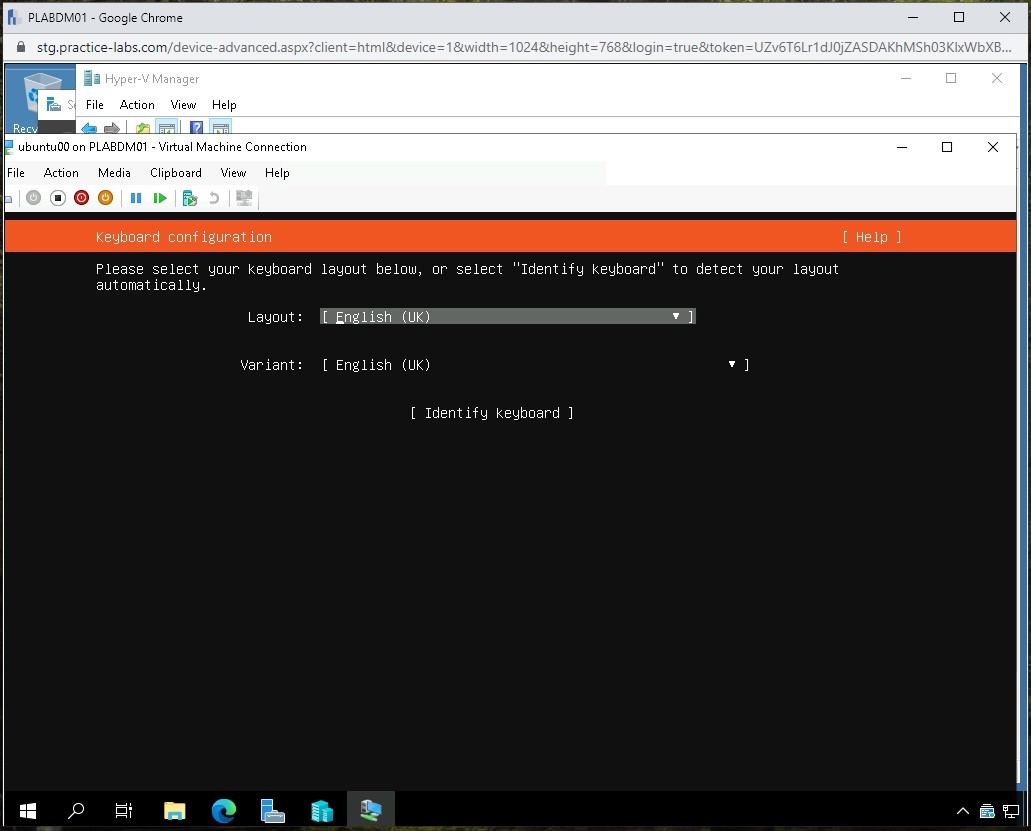 PLABDM01 - Google Chrome
stg.practice-labs.com/device-advanced.aspx?client=html&device=1&width=1024&height=768&login=true&token=UZv6T6Lr1dJ0jZASDAKhMSh03KIxWbXB...
Hyper-V Manager
File Action View Help
Recy
ubuntu00 on PLABDM01 - Virtual Machine Connection
File Action Media Clipboard View Help
Keyboard configuration [ Help ]
Please select your keyboard layout below, or select "Identify keyboard" to detect your layout
automatically.
Layout: [ English (UK) ▾ ]
Variant: [ English (UK) ▾ ]
[ Identify keyboard ]